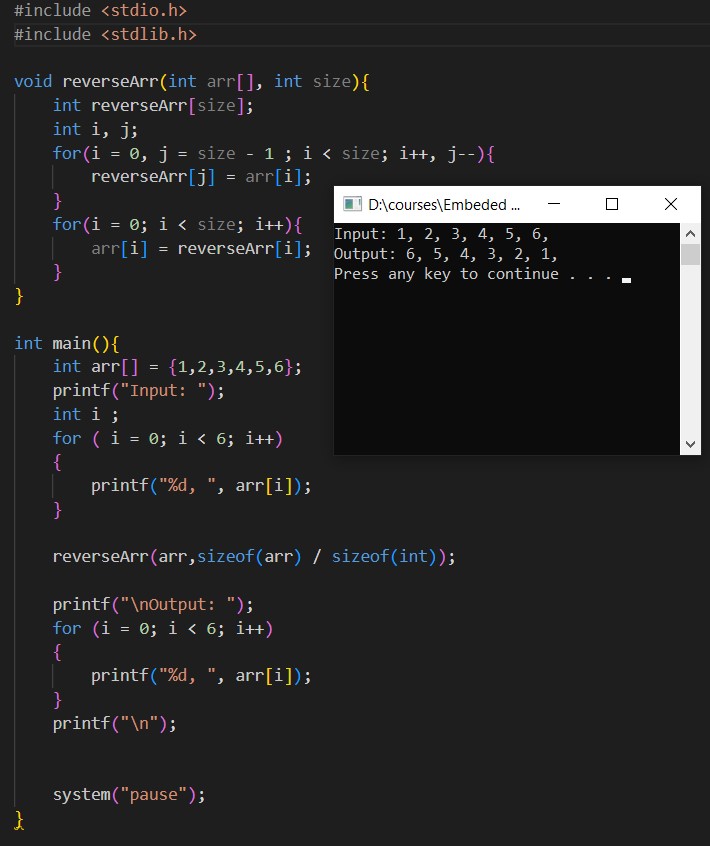 #include <stdio.h>
#include <stdlib.h>
void reverseArr(int arr[], int size){
    int reverseArr[size];
    int i, j;
    for(i = 0, j = size - 1 ; i < size; i++, j--){
        reverseArr[j] = arr[i];
    }
    for(i = 0; i < size; i++){
        arr[i] = reverseArr[i];
    }
}
D:\courses\Embeded ...
Input: 1, 2, 3, 4, 5, 6,
Output: 6, 5, 4, 3, 2, 1,
Press any key to continue . . .
int main(){
    int arr[] = {1,2,3,4,5,6};
    printf("Input: ");
    int i ;
    for ( i = 0; i < 6; i++)
    {
        printf("%d, ", arr[i]);
    }
    reverseArr(arr,sizeof(arr) / sizeof(int));
    printf("\nOutput: ");
    for (i = 0; i < 6; i++)
    {
        printf("%d, ", arr[i]);
    }
    printf("\n");
    system("pause");
}